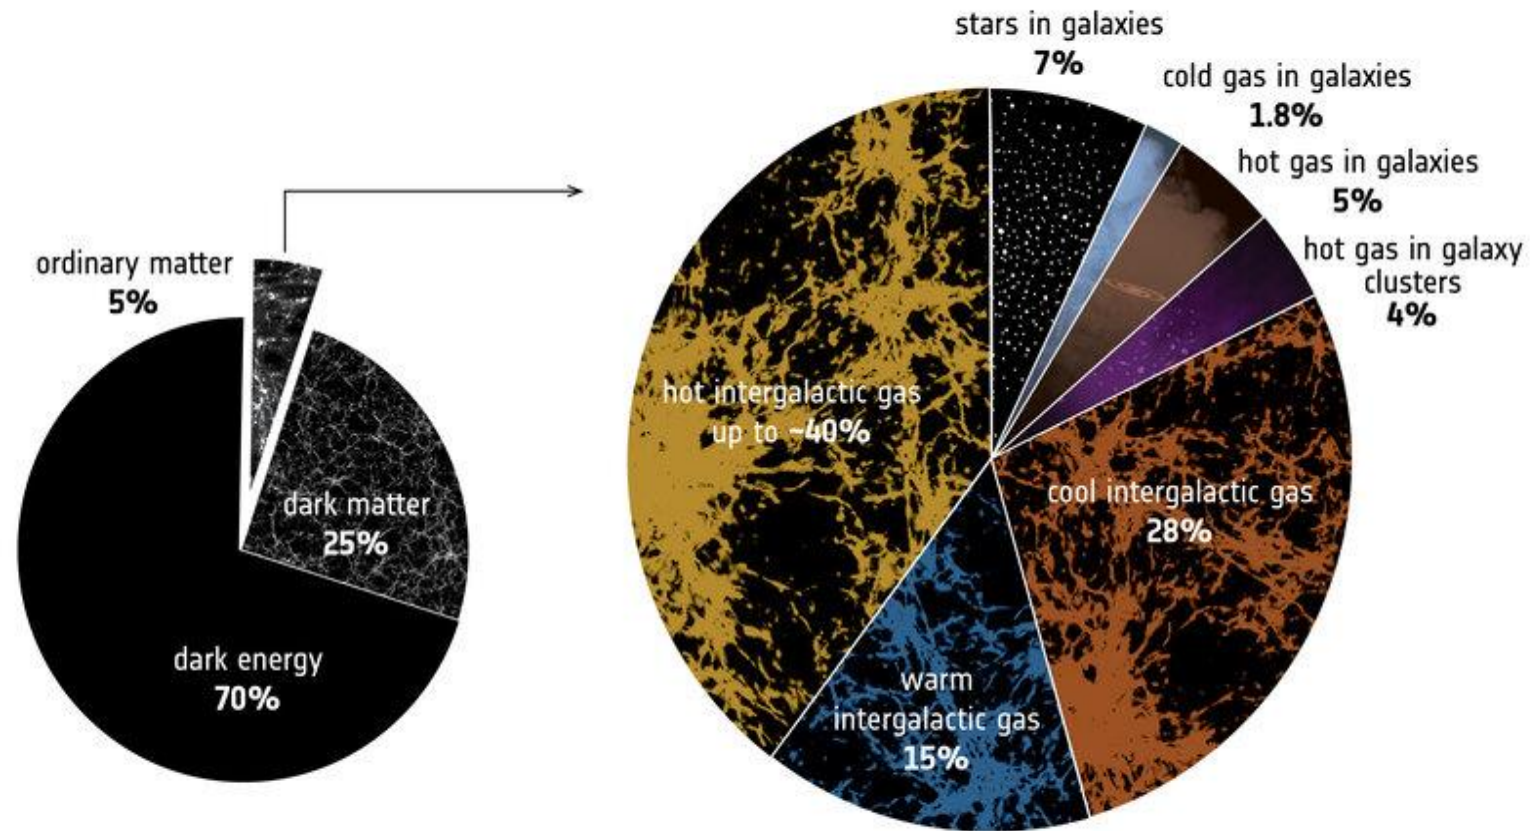 ordinary matter
5%
dark matter
25%
dark energy
70%
stars in galaxies
7%
cold gas in galaxies
1.8%
hot gas in galaxies
5%
hot gas in galaxy
clusters
4%
cool intergalactic gas
28%
warm
intergalactic gas
15%
hot intergalactic gas
up to ~40%